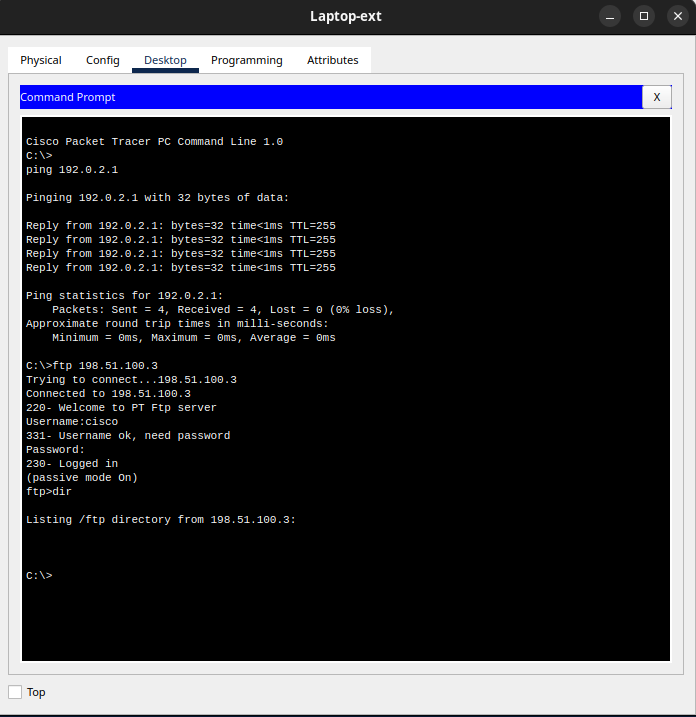 Laptop-ext
Physical Config Desktop Programming Attributes
Command Prompt X
Cisco Packet Tracer PC Command Line 1.0
C:\>
ping 192.0.2.1
Pinging 192.0.2.1 with 32 bytes of data:
Reply from 192.0.2.1: bytes=32 time<1ms TTL=255
Reply from 192.0.2.1: bytes=32 time<1ms TTL=255
Reply from 192.0.2.1: bytes=32 time<1ms TTL=255
Reply from 192.0.2.1: bytes=32 time<1ms TTL=255
Ping statistics for 192.0.2.1:
Packets: Sent = 4, Received = 4, Lost = 0 (0% loss),
Approximate round trip times in milli-seconds:
Minimum = 0ms, Maximum = 0ms, Average = 0ms
C:\>ftp 198.51.100.3
Trying to connect...198.51.100.3
Connected to 198.51.100.3
220- Welcome to PT Ftp server
Username:cisco
331- Username ok, need password
Password:
230- Logged in
(passive mode On)
ftp>dir
Listing /ftp directory from 198.51.100.3:
C:\>
Top